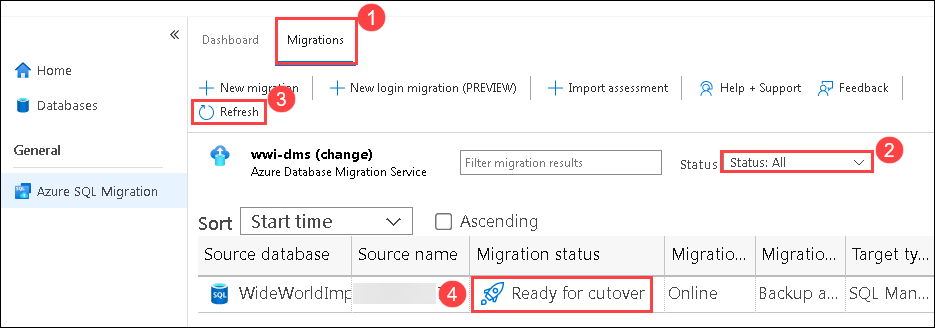 1
«
Dashboard Migrations
Home
New migration New login migration (PREVIEW) Import assessment Help + Support Feedback
Databases
3
Refresh
General
2
wwi-dms (change)
Azure Database Migration Service
Filter migration results
Status Status: All
Azure SQL Migration
Sort Start time Ascending
Source database Source name Migration status Migratio... Migratio... Target ty...
SQL WideWorldImp 4 Ready for cutover Online Backup a... SQL Man...